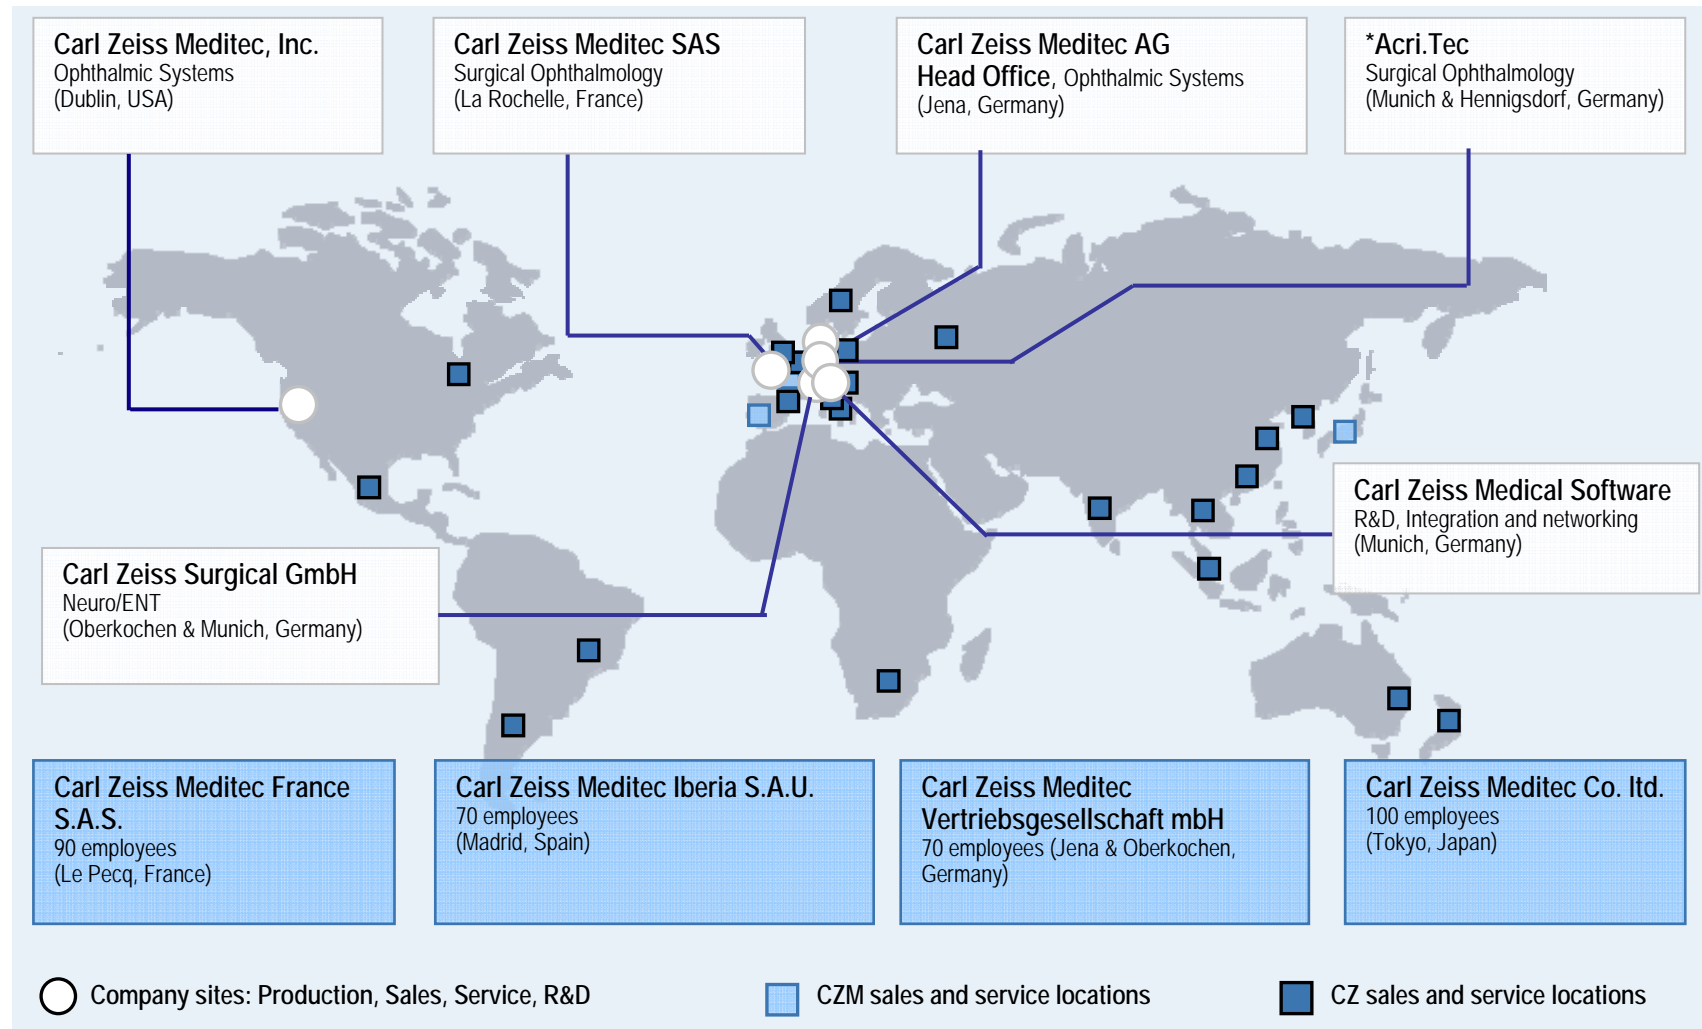 Carl Zeiss Meditec, Inc.
Ophthalmic Systems
(Dublin, USA)
Carl Zeiss Meditec SAS
Surgical Ophthalmology
(La Rochelle, France)
Carl Zeiss Meditec AG
Head Office, Ophthalmic Systems
(Jena, Germany)
*Acri.Tec
Surgical Ophthalmology
(Munich & Hennigsdorf, Germany)
Carl Zeiss Medical Software
R&D, Integration and networking
(Munich, Germany)
Carl Zeiss Surgical GmbH
Neuro/ENT
(Oberkochen & Munich, Germany)
Carl Zeiss Meditec France
S.A.S.
90 employees
(Le Pecq, France)
Carl Zeiss Meditec Iberia S.A.U.
70 employees
(Madrid, Spain)
Carl Zeiss Meditec
Vertriebsgesellschaft mbH
70 employees (Jena & Oberkochen,
Germany)
Carl Zeiss Meditec Co. ltd.
100 employees
(Tokyo, Japan)
Company sites: Production, Sales, Service, R&D
CZM sales and service locations
CZ sales and service locations